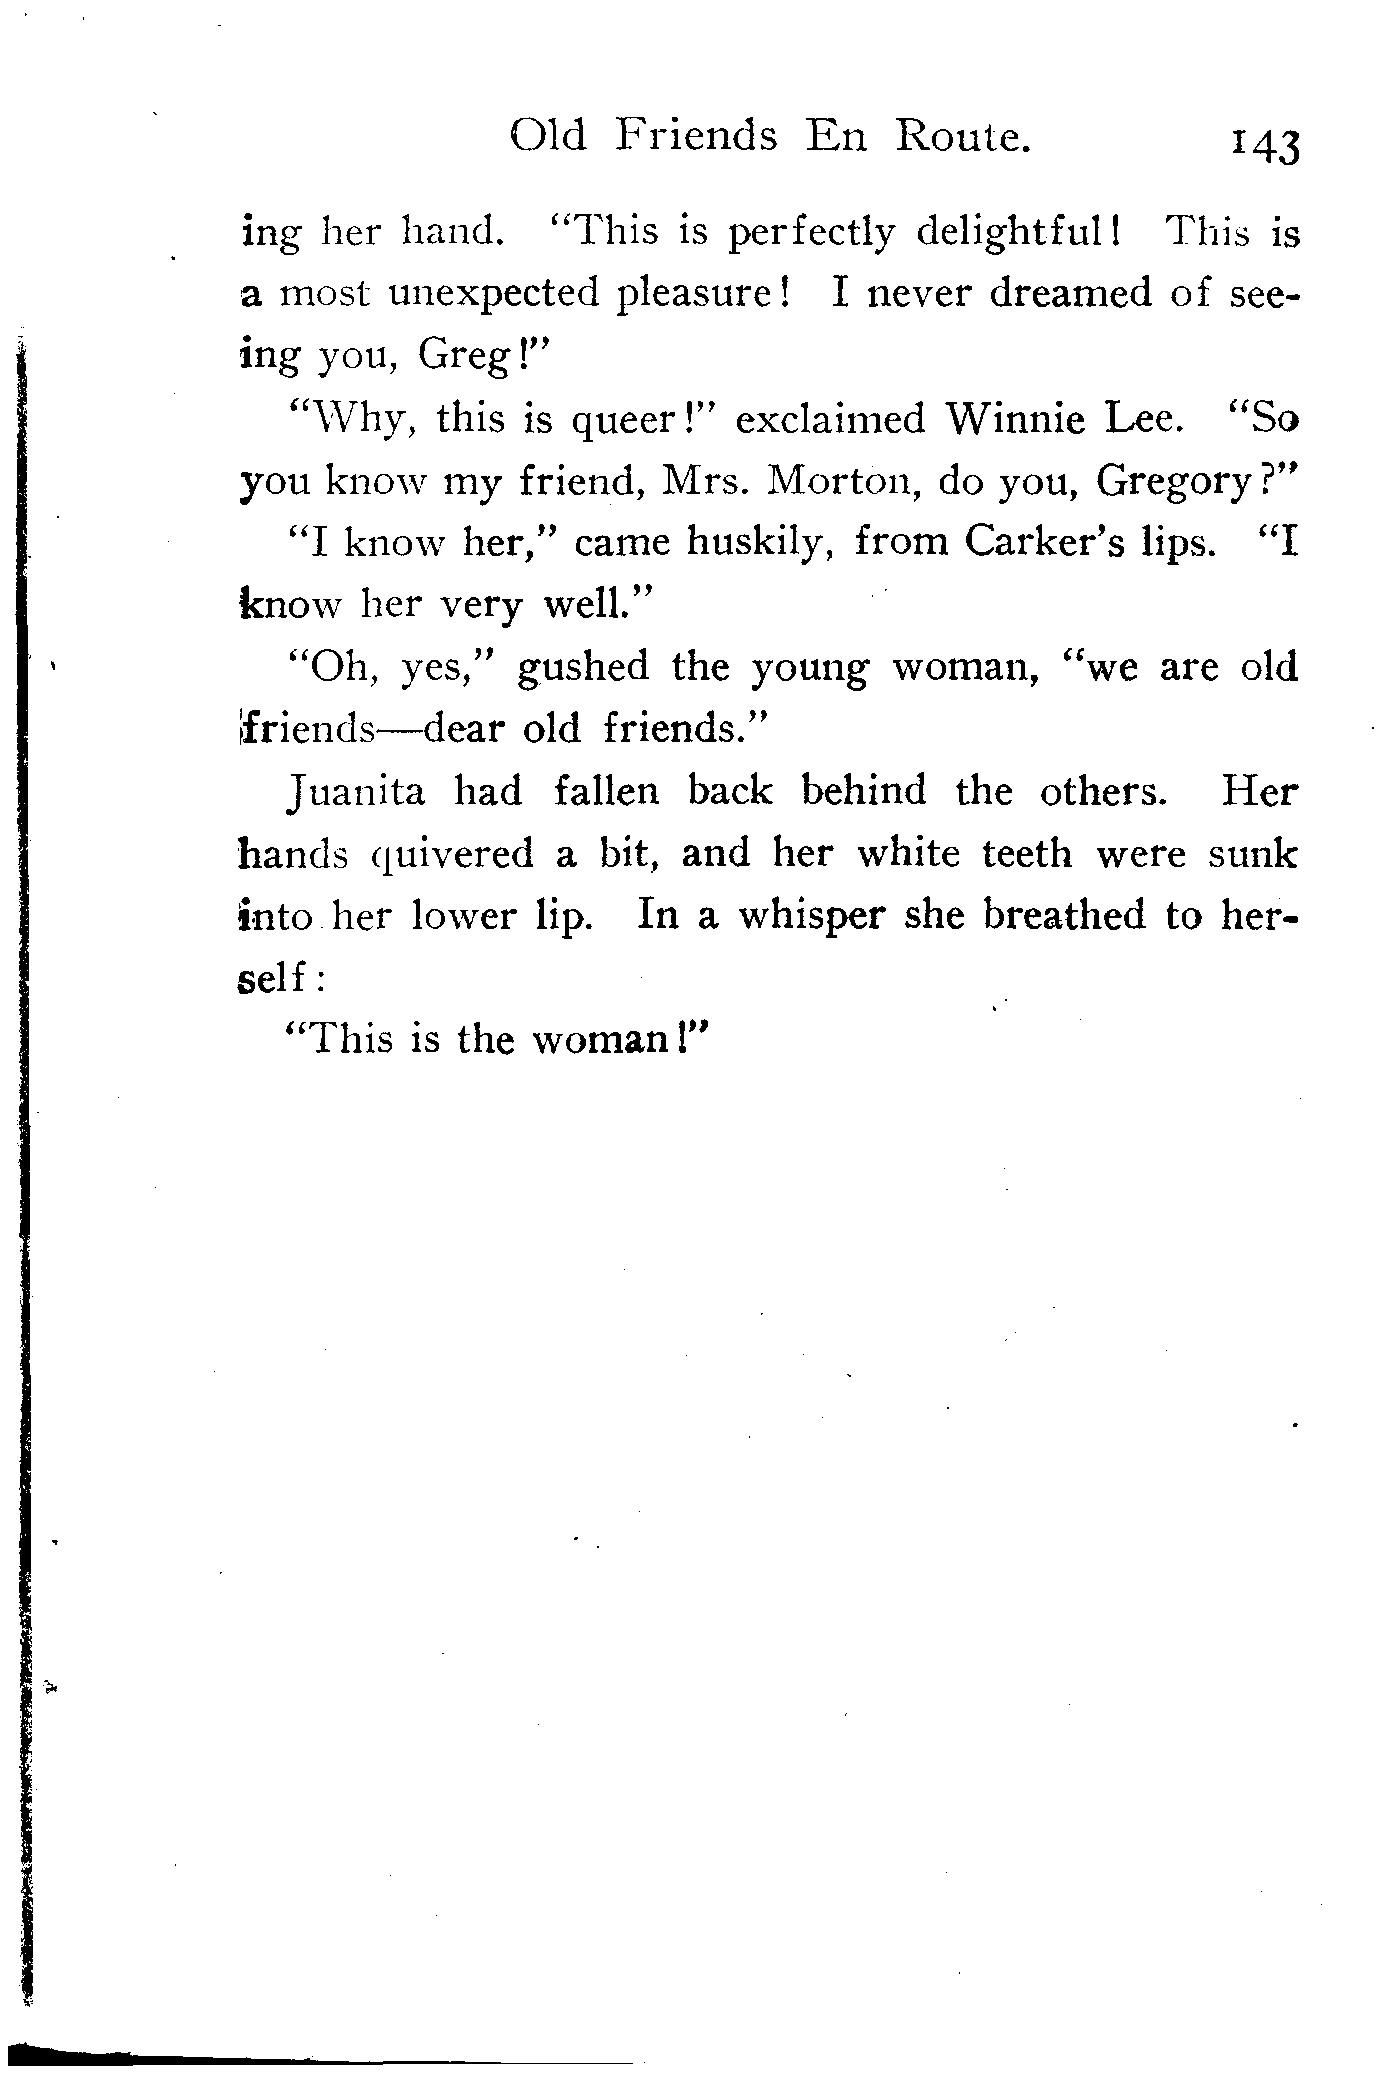 Old Friends En Route. 143
ing her hand. "This is perfectly delightful! This is
a most unexpected pleasure! I never dreamed of see-
ing you, Greg!"
"Why, this is queer!" exclaimed Winnie Lee. "So
you know my friend, Mrs. Morton, do you, Gregory?"
"I know her," came huskily, from Carker's lips. "I
know her very well."
"Oh, yes," gushed the young woman, "we are old
friends—dear old friends."
Juanita had fallen back behind the others. Her
hands quivered a bit, and her white teeth were sunk
into her lower lip. In a whisper she breathed to her-
self:
"This is the woman!"